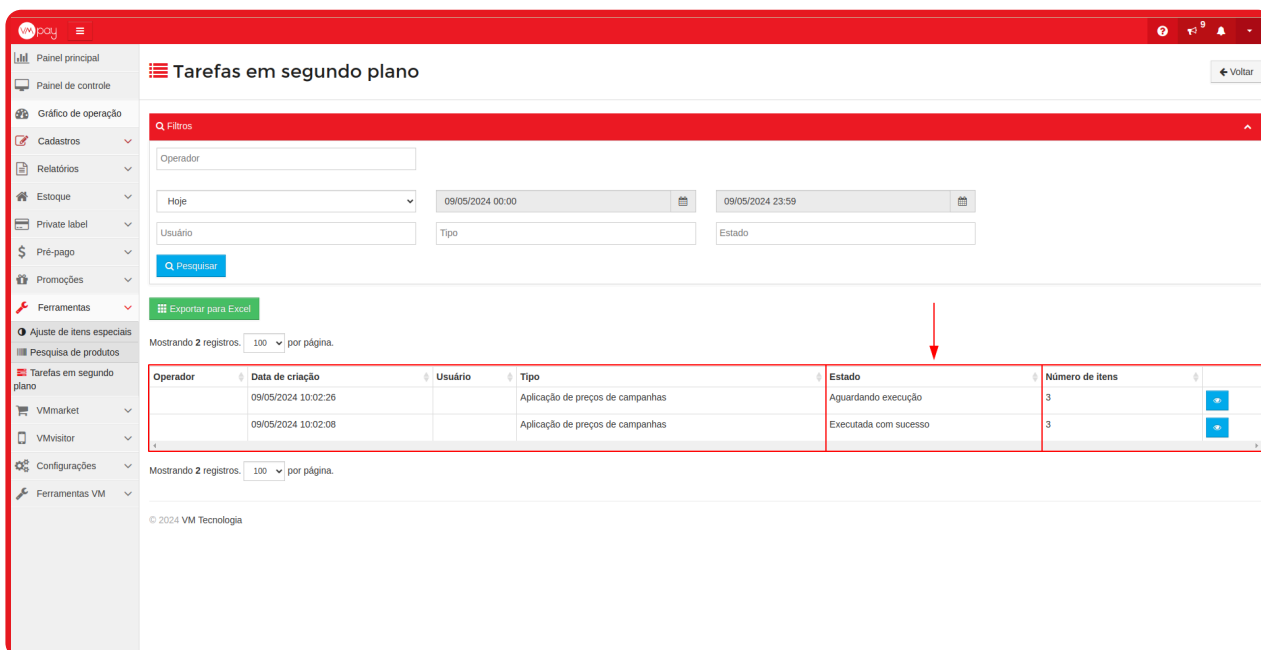 VMpay
9
Painel principal
Painel de controle
Gráfico de operação
Cadastros
Relatórios
Estoque
Private label
Pré-pago
Promoções
Ferramentas
Ajuste de itens especiais
Pesquisa de produtos
Tarefas em segundo
plano
VMmarket
VMvisitor
Configurações
Ferramentas VM
Tarefas em segundo plano
Voltar
Filtros
Operador
Hoje 09/05/2024 00:00 09/05/2024 23:59
Usuário Tipo Estado
Pesquisar
Exportar para Excel
Mostrando 2 registros. 100 por página.
Operador Data de criação Usuário Tipo Estado Número de itens
09/05/2024 10:02:26 Aplicação de preços de campanhas Aguardando execução 3
09/05/2024 10:02:08 Aplicação de preços de campanhas Executada com sucesso 3
Mostrando 2 registros. 100 por página.
© 2024 VM Tecnologia